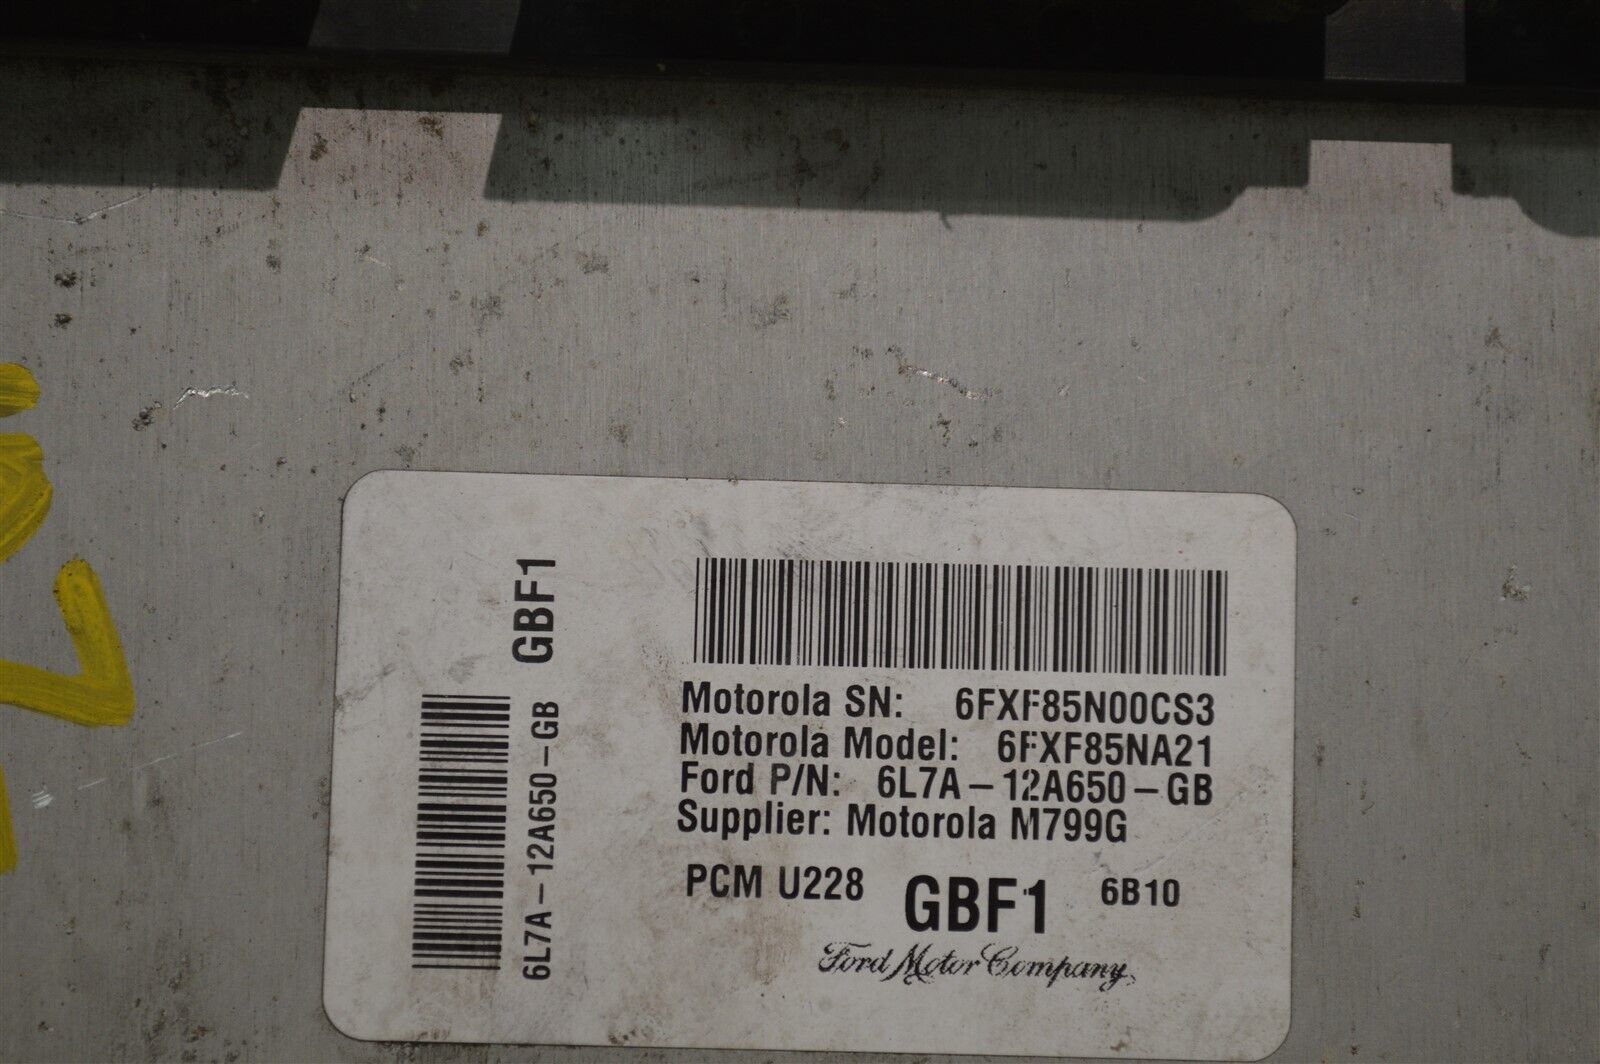 GBF1
6L7A-12A650-GB
Motorola SN: 6FXF85N00CS3
Motorola Model: 6FXF85NA21
Ford P/N: 6L7A-12A650-GB
Supplier: Motorola M799G
PCM U228 GBF1 6B10
Ford Motor Company